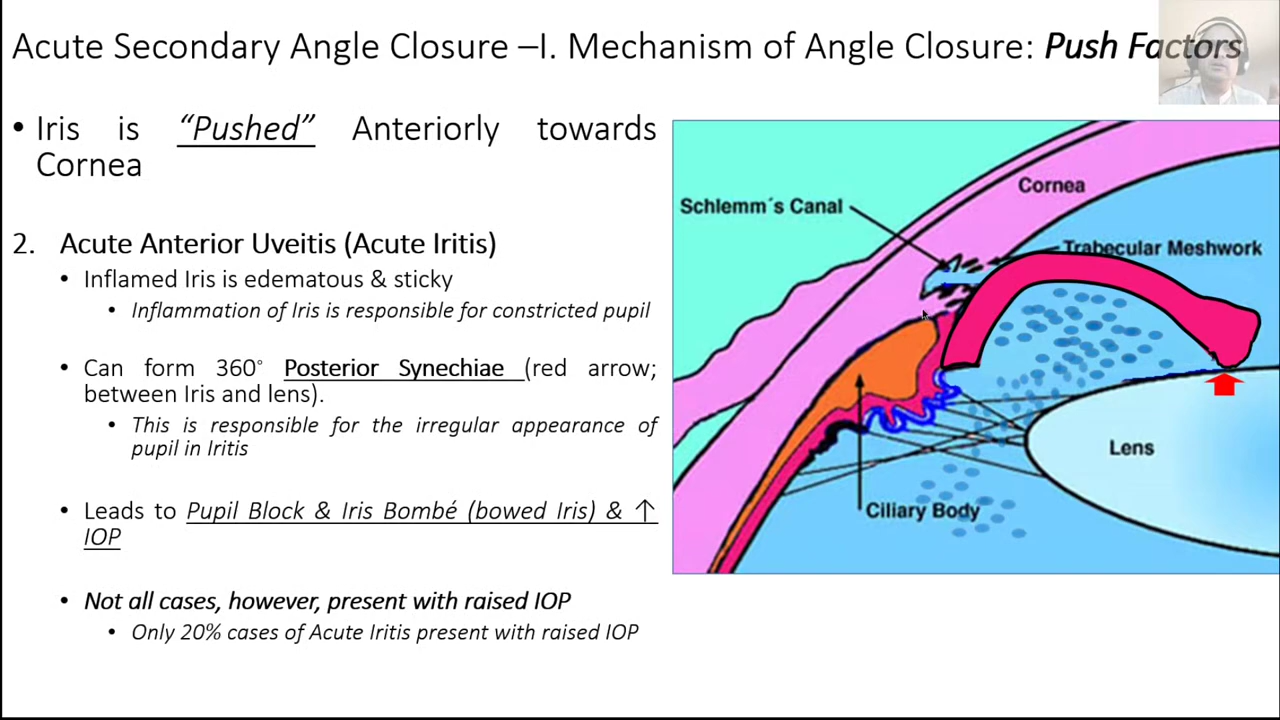 Acute Secondary Angle Closure –I. Mechanism of Angle Closure: Push Factors
• Iris is “Pushed” Anteriorly towards
Cornea
2. Acute Anterior Uveitis (Acute Iritis)
• Inflamed Iris is edematous & sticky
• Inflammation of Iris is responsible for constricted pupil
• Can form 360° Posterior Synechiae (red arrow;
between Iris and lens).
• This is responsible for the irregular appearance of
pupil in Iritis
• Leads to Pupil Block & Iris Bombé (bowed Iris) & ↑
IOP
• Not all cases, however, present with raised IOP
• Only 20% cases of Acute Iritis present with raised IOP
Cornea
Schlemm´s Canal
Trabecular Meshwork
Lens
Ciliary Body